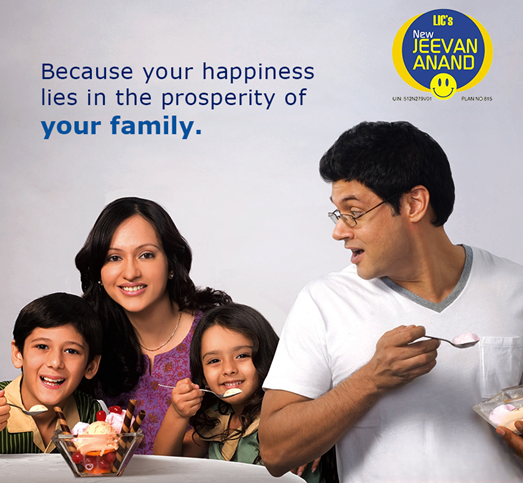 LIC's
New
JEEVAN
ANAND
UIN: 512N279V01 PLAN NO:815
Because your happiness
lies in the prosperity of
your family.